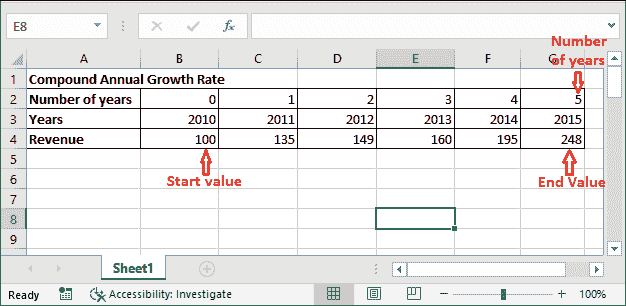 E8
fx
Number
of years
A B C D E F G
1 Compound Annual Growth Rate
2 Number of years 0 1 2 3 4 5
3 Years 2010 2011 2012 2013 2014 2015
4 Revenue 100 135 149 160 195 248
5
6 Start value End Value
7
8
9
Sheet1
Ready Accessibility: Investigate 100%